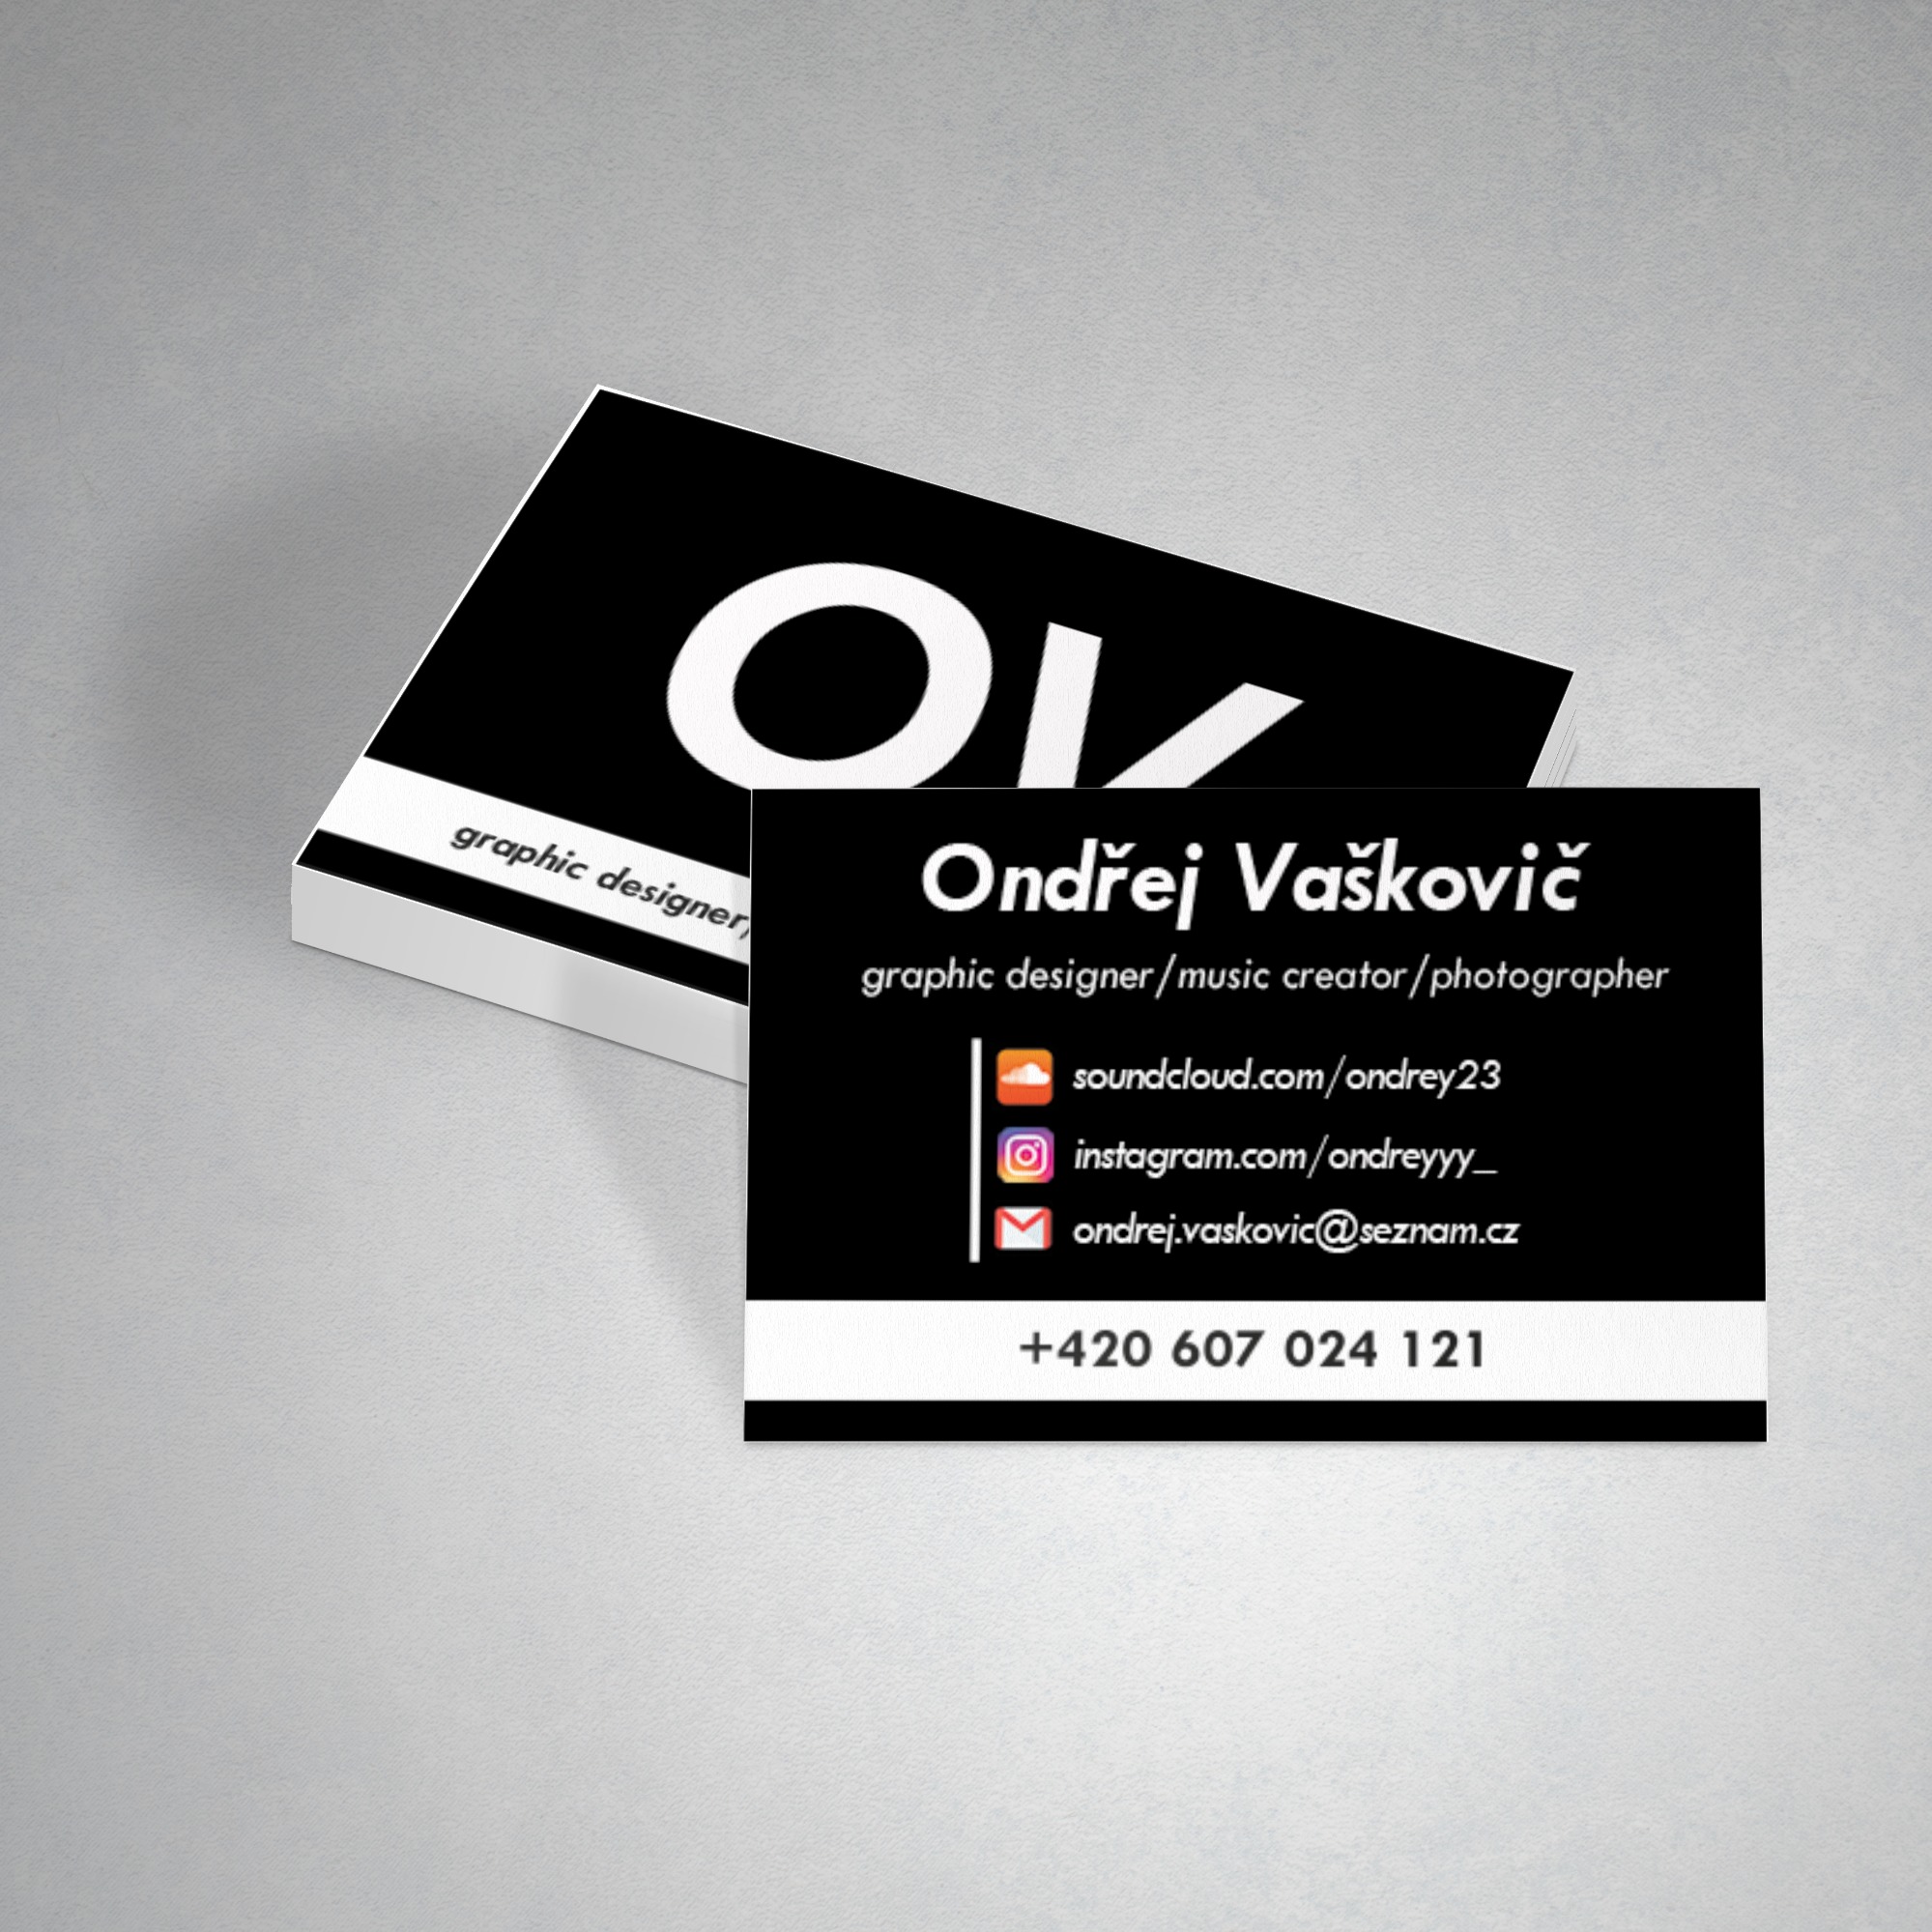 OV
graphic designer/
Ondřej Vaškovič
graphic designer/music creator/photographer
soundcloud.com/ondrey23
instagram.com/ondreyyy_
ondrej.vaskovic@seznam.cz
+420 607 024 121